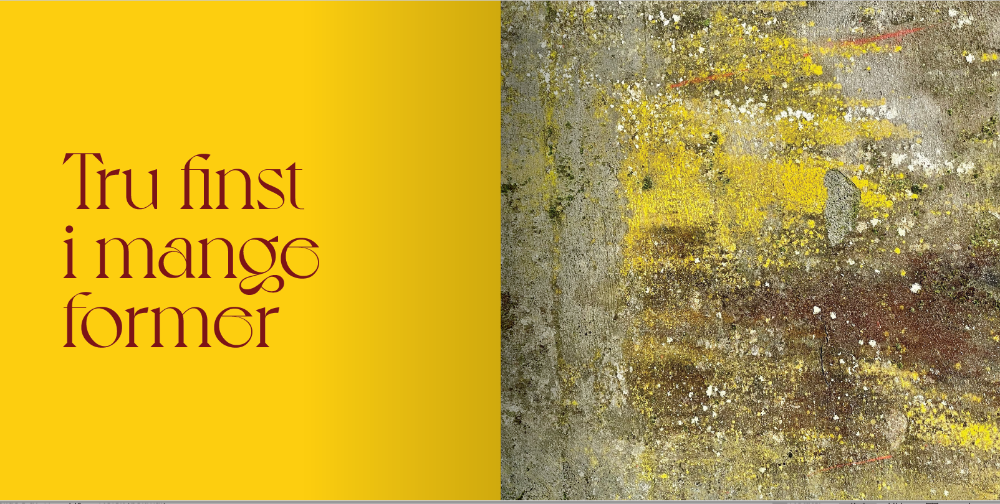 Tru finst
i mange
former